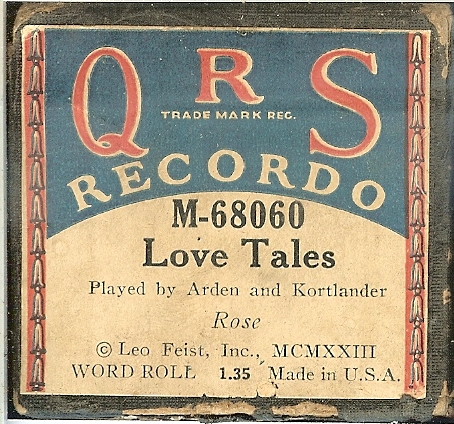 Q R S
TRADE MARK REG.
RECORDO
M-68060
Love Tales
Played by Arden and Kortlander
Rose
© Leo Feist, Inc., MCMXXIII
WORD ROLL 1.35 Made in U.S.A.